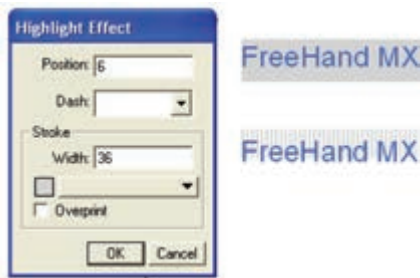 Highlight Effect
Position: 6
Dash:
Stroke
Width: 36
Overprint
OK Cancel
FreeHand MX
FreeHand MX